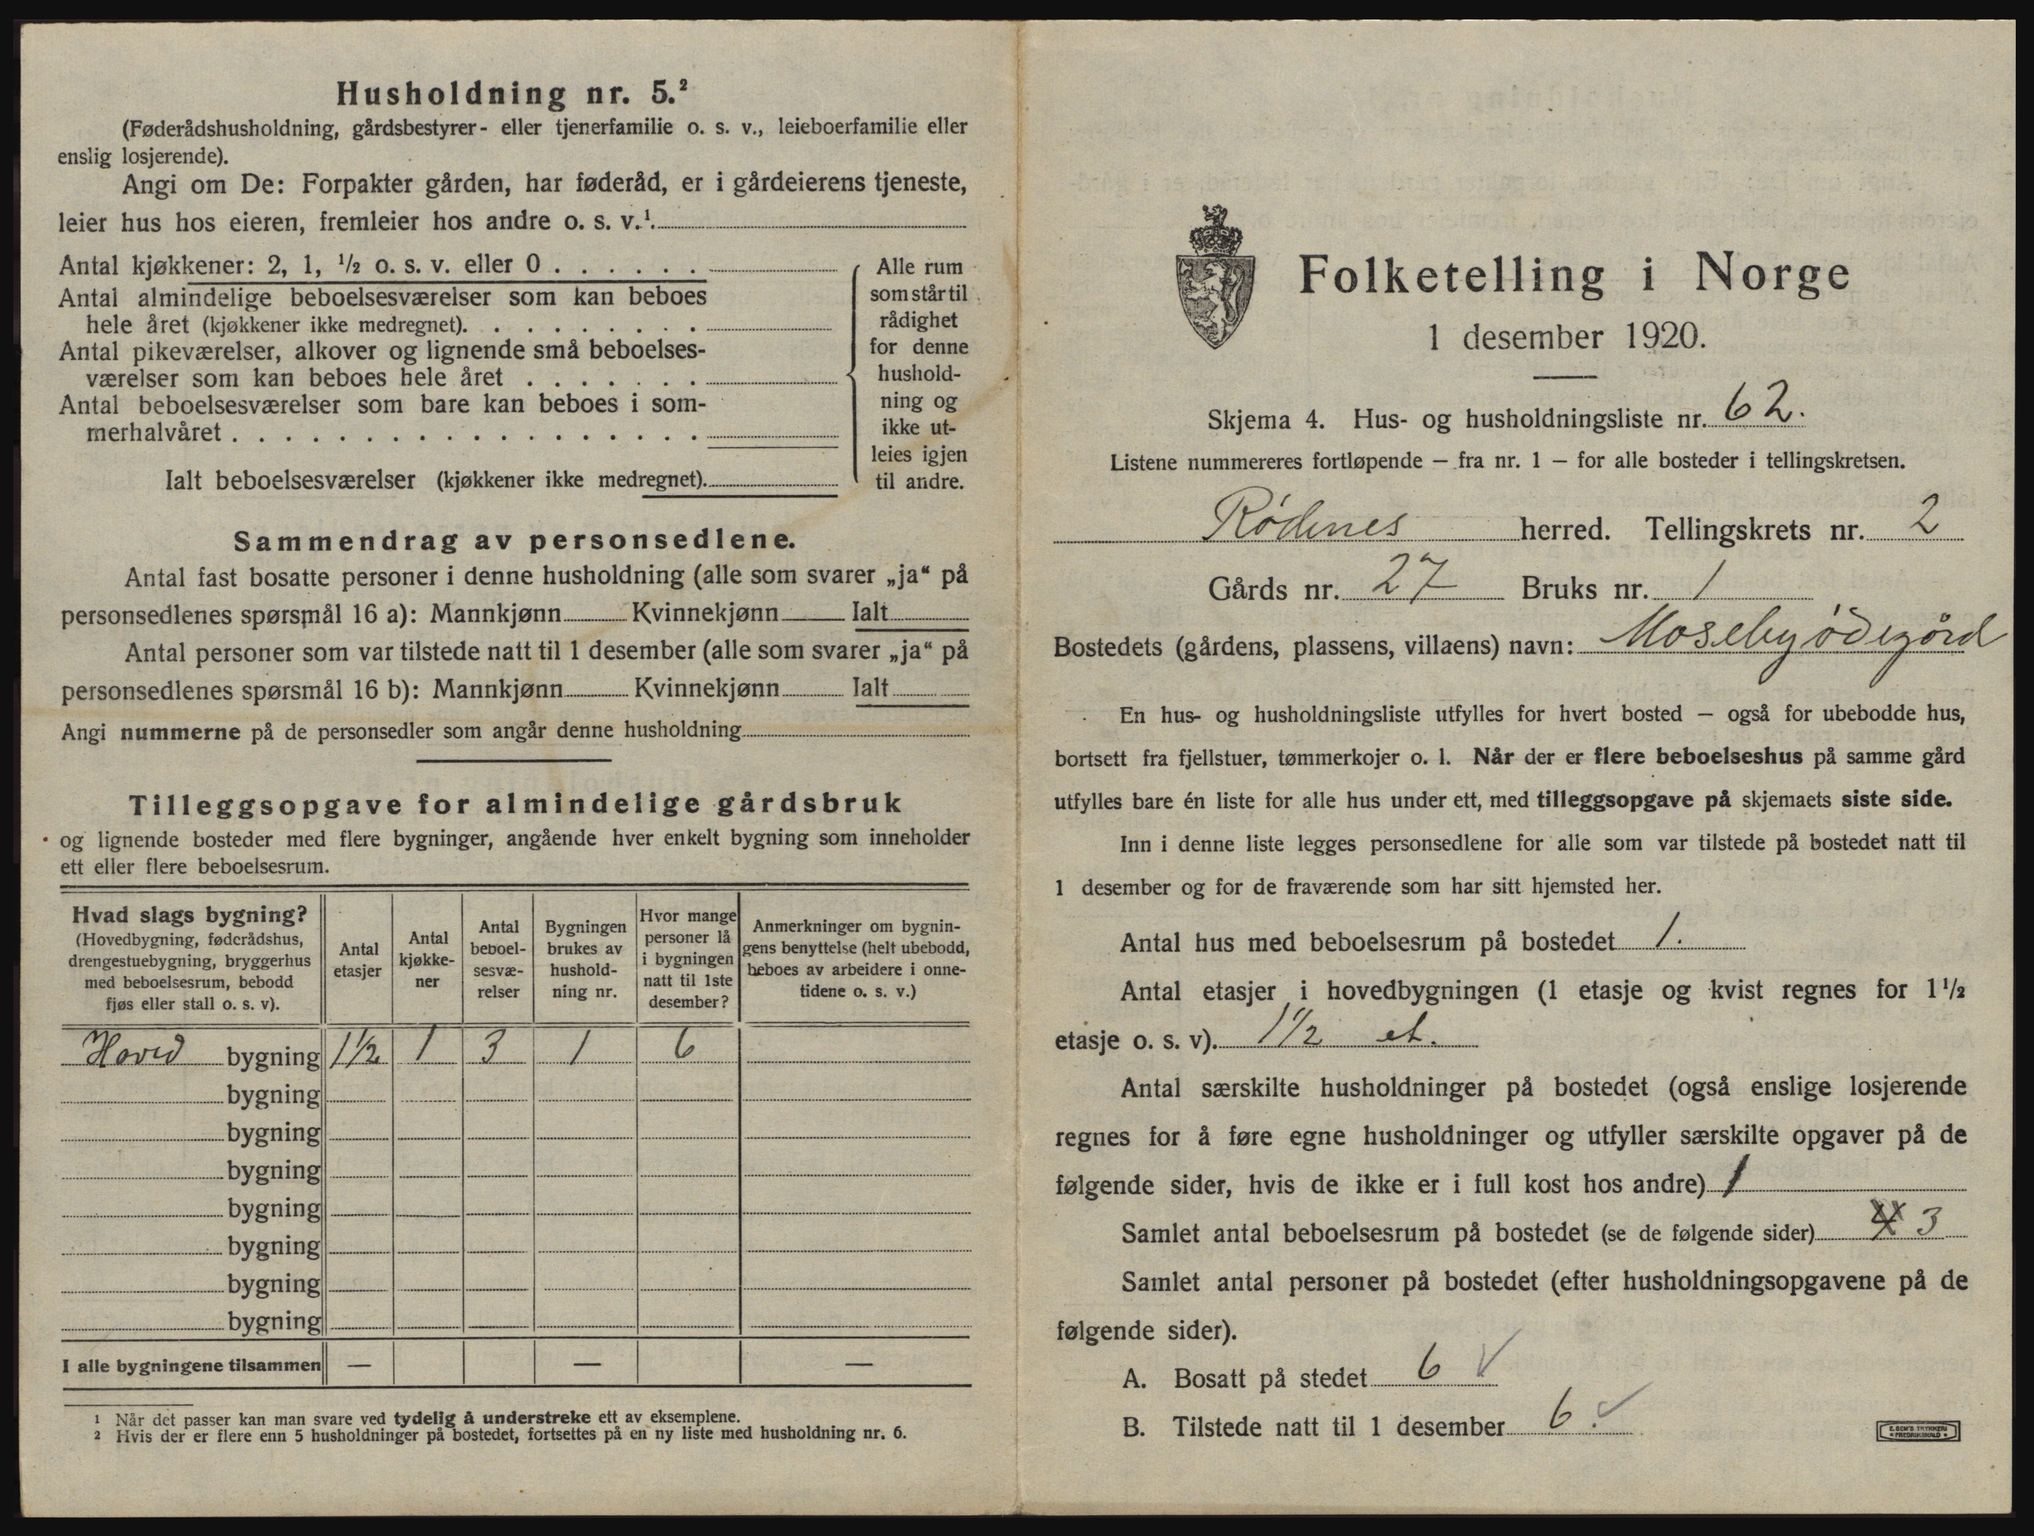 Husholdning nr. 5.²
(Føderådshusholdning, gårdsbestyrer- eller tjenerfamilie o. s. v., leieboerfamilie eller
enslig losjerende).
Angi om De: Forpakter gården, har føderåd, er i gårdeierens tjeneste,
leier hus hos eieren, fremleier hos andre o. s. v.¹.
Antal kjøkkener: 2, 1, ½ o. s. v. eller 0 . . . . . .
Antal almindelige beboelsesværelser som kan beboes
hele året (kjøkkener ikke medregnet). . . . . . . . .
Antal pikeværelser, alkover og lignende små beboelses-
værelser som kan beboes hele året . . . . . . .
Antal beboelsesværelser som bare kan beboes i som-
merhalvåret . . . . . . . . . . . . . . . . . .
Ialt beboelsesværelser (kjøkkener ikke medregnet).
Alle rum
som står til
rådighet
for denne
hushold-
ning og
ikke ut-
leies igjen
til andre.
Sammendrag av personsedlene.
Antal fast bosatte personer i denne husholdning (alle som svarer „ja“ på
personsedlenes spørsmål 16 a): Mannkjønn Kvinnekjønn Ialt
Antal personer som var tilstede natt til 1 desember (alle som svarer „ja“ på
personsedlenes spørsmål 16 b): Mannkjønn Kvinnekjønn Ialt
Angi nummerne på de personsedler som angår denne husholdning
Tilleggsopgave for almindelige gårdsbruk
og lignende bosteder med flere bygninger, angående hver enkelt bygning som inneholder
ett eller flere beboelsesrum.
Hvad slags bygning?
(Hovedbygning, føderådshus,
drengestuebygning, bryggerhus
med beboelsesrum, bebodd
fjøs eller stall o. s. v).
Antal
etasjer
Antal
kjøkke-
ner
Antal
beboel-
sesvæ-
relser
Bygningen
brukes av
hushold-
ning nr.
Hvor mange
personer lå
i bygningen
natt til 1ste
desember?
Anmerkninger om bygnin-
gens benyttelse (helt ubebodd,
beboes av arbeidere i onne-
tidene o. s. v.)
Hoved bygning 1½ 1 3 1 6
bygning
bygning
bygning
bygning
bygning
bygning
bygning
I alle bygningene tilsammen — — —
¹ Når det passer kan man svare ved tydelig å understreke ett av eksemplene.
² Hvis der er flere enn 5 husholdninger på bostedet, fortsettes på en ny liste med husholdning nr. 6.
Folketelling i Norge
1 desember 1920.
Skjema 4. Hus- og husholdningsliste nr. 62.
Listene nummereres fortløpende – fra nr. 1 – for alle bosteder i tellingskretsen.
Rødenes herred. Tellingskrets nr. 2
Gårds nr. 27 Bruks nr. 1
Bostedets (gårdens, plassens, villaens) navn: Mosebyødegård
En hus- og husholdningsliste utfylles for hvert bosted – også for ubebodde hus,
bortsett fra fjellstuer, tømmerkojer o. l. Når der er flere beboelseshus på samme gård
utfylles bare én liste for alle hus under ett, med tilleggsopgave på skjemaets siste side.
Inn i denne liste legges personsedlene for alle som var tilstede på bostedet natt til
1 desember og for de fraværende som har sitt hjemsted her.
Antal hus med beboelsesrum på bostedet 1.
Antal etasjer i hovedbygningen (1 etasje og kvist regnes for 1½
etasje o. s. v). 1½ et.
Antal særskilte husholdninger på bostedet (også enslige losjerende
regnes for å føre egne husholdninger og utfyller særskilte opgaver på de
følgende sider, hvis de ikke er i full kost hos andre) 1
Samlet antal beboelsesrum på bostedet (se de følgende sider) 3
Samlet antal personer på bostedet (efter husholdningsopgavene på de
følgende sider).
A. Bosatt på stedet 6 ✓
B. Tilstede natt til 1 desember 6. ✓